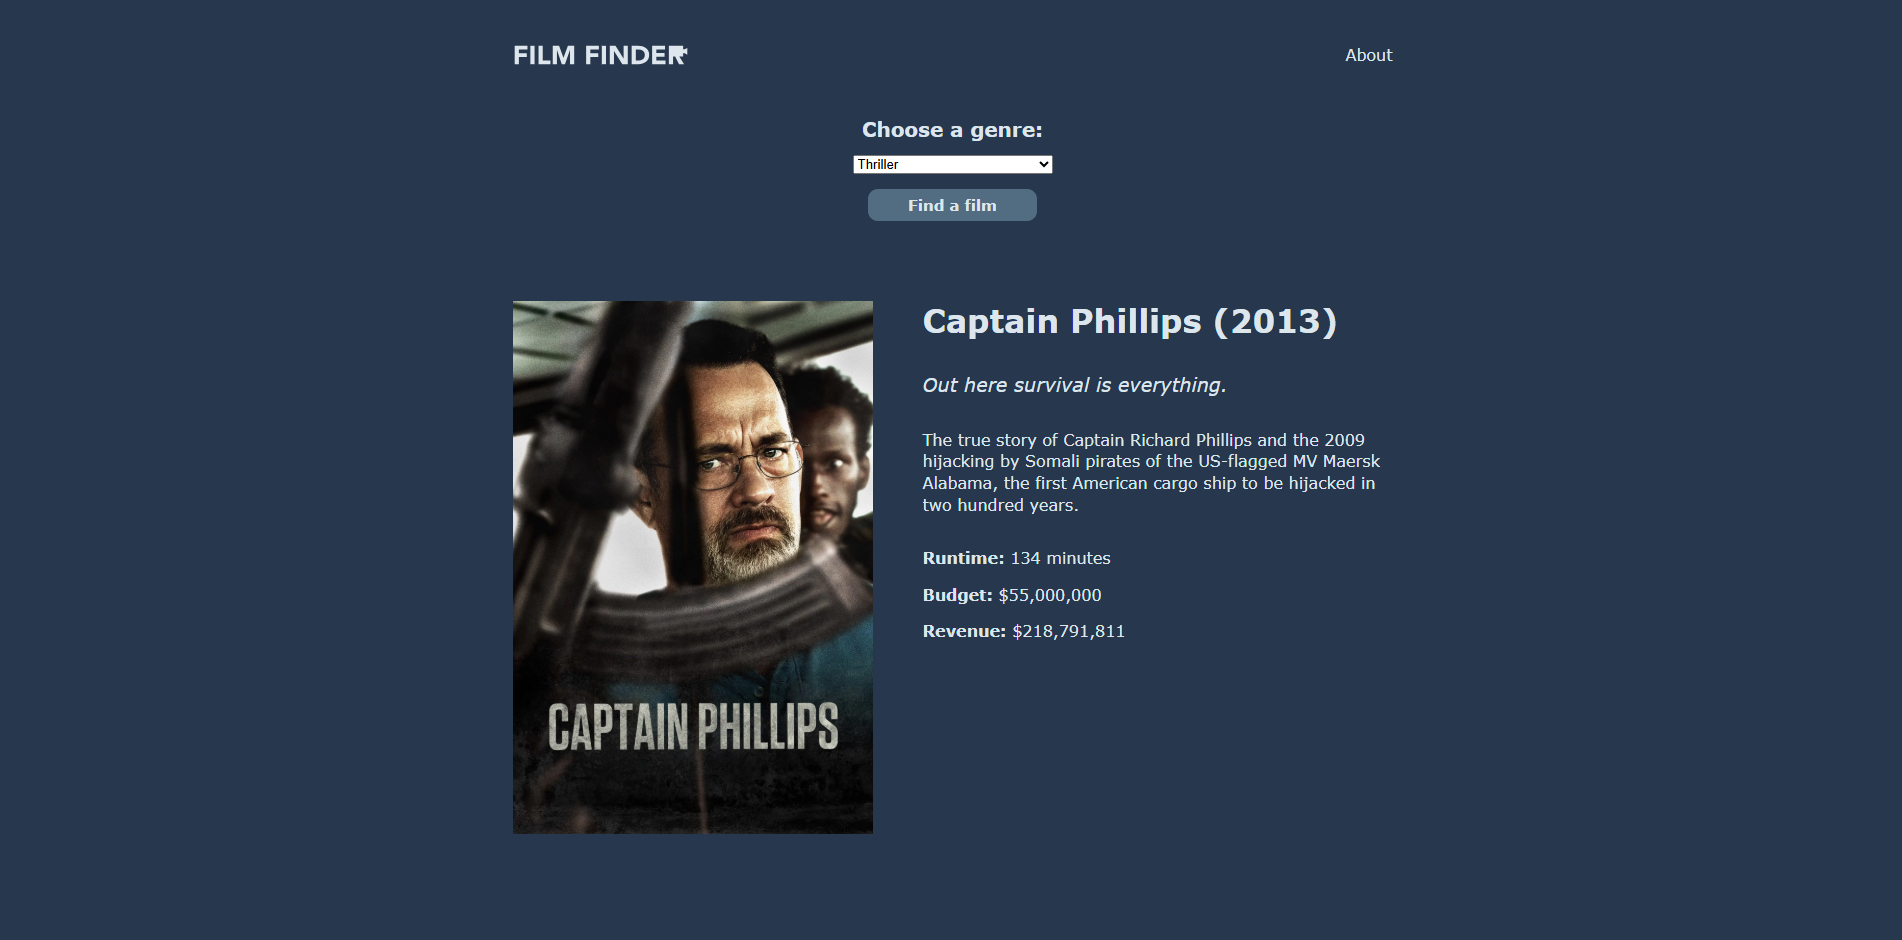 FILM FINDER
About
Choose a genre:
Thriller
Find a film
Captain Phillips (2013)
Out here survival is everything.
The true story of Captain Richard Phillips and the 2009
hijacking by Somali pirates of the US-flagged MV Maersk
Alabama, the first American cargo ship to be hijacked in
two hundred years.
Runtime: 134 minutes
Budget: $55,000,000
Revenue: $218,791,811
CAPTAIN PHILLIPS